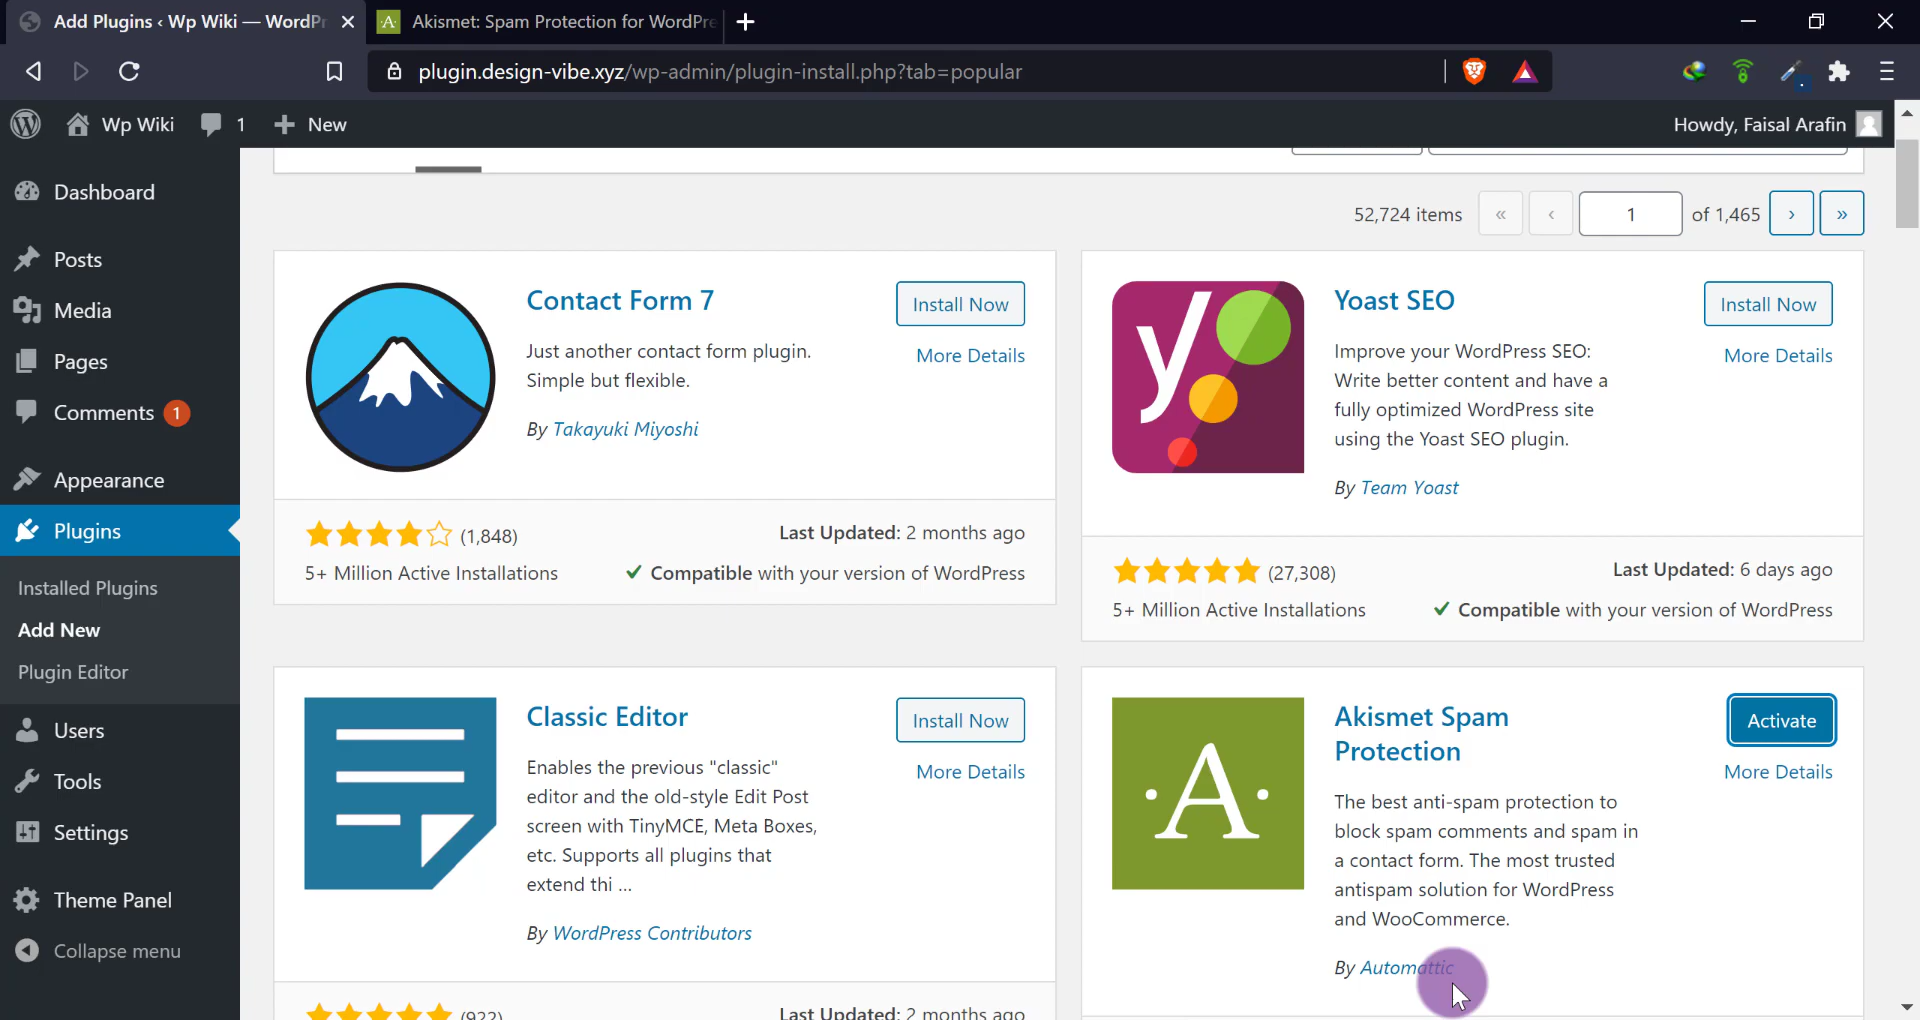 Add Plugins ‹ Wp Wiki — WordPr
Akismet: Spam Protection for WordPre
plugin.design-vibe.xyz/wp-admin/plugin-install.php?tab=popular
Wp Wiki
1
New
Howdy, Faisal Arafin
Dashboard
Posts
Media
Pages
Comments 1
Appearance
Plugins
Installed Plugins
Add New
Plugin Editor
Users
Tools
Settings
Theme Panel
Collapse menu
52,724 items « ‹ 1 of 1,465 › »
Contact Form 7
Install Now
More Details
Just another contact form plugin.
Simple but flexible.
By Takayuki Miyoshi
(1,848)
Last Updated: 2 months ago
5+ Million Active Installations
✓ Compatible with your version of WordPress
Yoast SEO
Install Now
More Details
Improve your WordPress SEO:
Write better content and have a
fully optimized WordPress site
using the Yoast SEO plugin.
By Team Yoast
(27,308)
Last Updated: 6 days ago
5+ Million Active Installations
✓ Compatible with your version of WordPress
Classic Editor
Install Now
More Details
Enables the previous "classic"
editor and the old-style Edit Post
screen with TinyMCE, Meta Boxes,
etc. Supports all plugins that
extend thi ...
By WordPress Contributors
(922)
Last Updated: 2 months ago
A
Akismet Spam
Protection
Activate
More Details
The best anti-spam protection to
block spam comments and spam in
a contact form. The most trusted
antispam solution for WordPress
and WooCommerce.
By Automattic